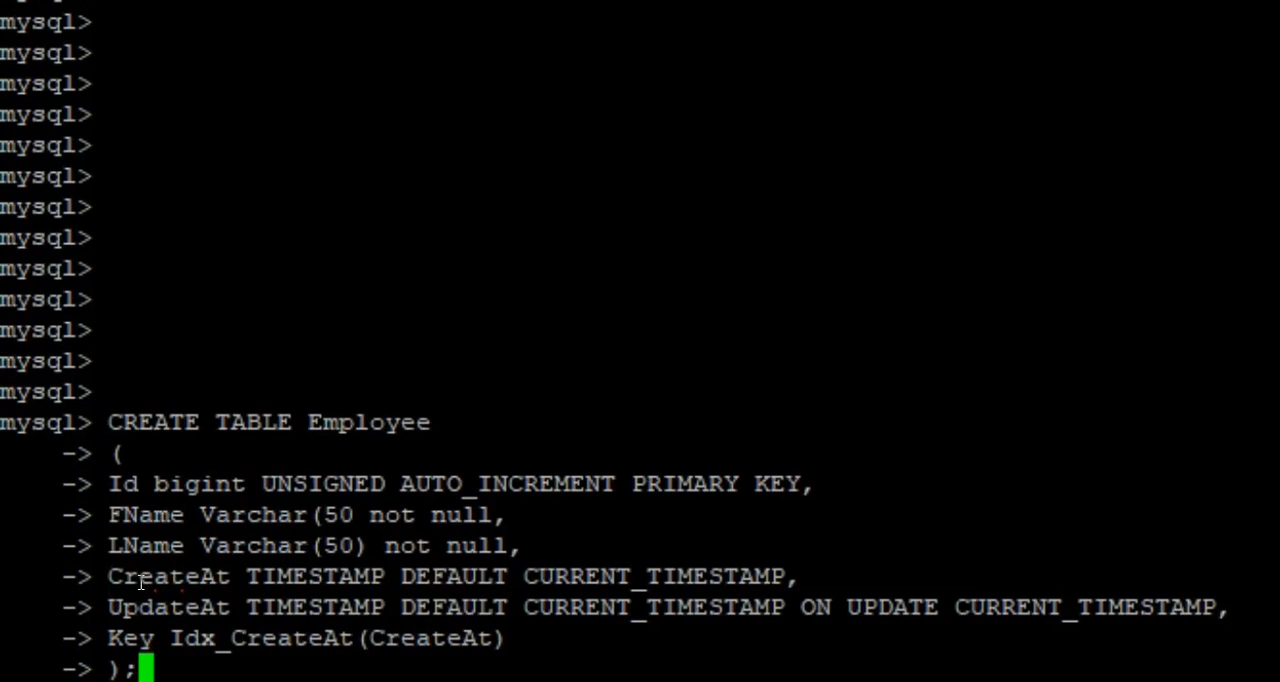 mysql>
mysql>
mysql>
mysql>
mysql>
mysql>
mysql>
mysql>
mysql>
mysql>
mysql>
mysql>
mysql>
mysql> CREATE TABLE Employee
-> (
-> Id bigint UNSIGNED AUTO_INCREMENT PRIMARY KEY,
-> FName Varchar(50 not null,
-> LName Varchar(50) not null,
-> CreateAt TIMESTAMP DEFAULT CURRENT_TIMESTAMP,
-> UpdateAt TIMESTAMP DEFAULT CURRENT_TIMESTAMP ON UPDATE CURRENT_TIMESTAMP,
-> Key Idx_CreateAt(CreateAt)
-> );